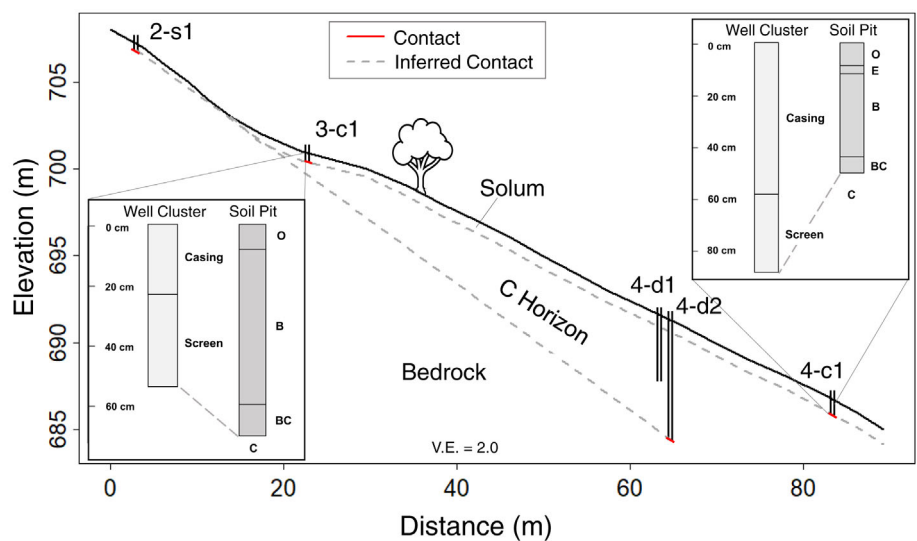 2-s1
Contact
Inferred Contact
3-c1
Solum
C Horizon
Bedrock
4-d1
4-d2
4-c1
V.E. = 2.0
Elevation (m)
705
700
695
690
685
0
20
40
60
80
Distance (m)
Well Cluster Soil Pit
0 cm
20 cm
40 cm
60 cm
Casing
Screen
O
B
BC
C
Well Cluster Soil Pit
0 cm
20 cm
40 cm
60 cm
80 cm
Casing
Screen
O
E
B
BC
C